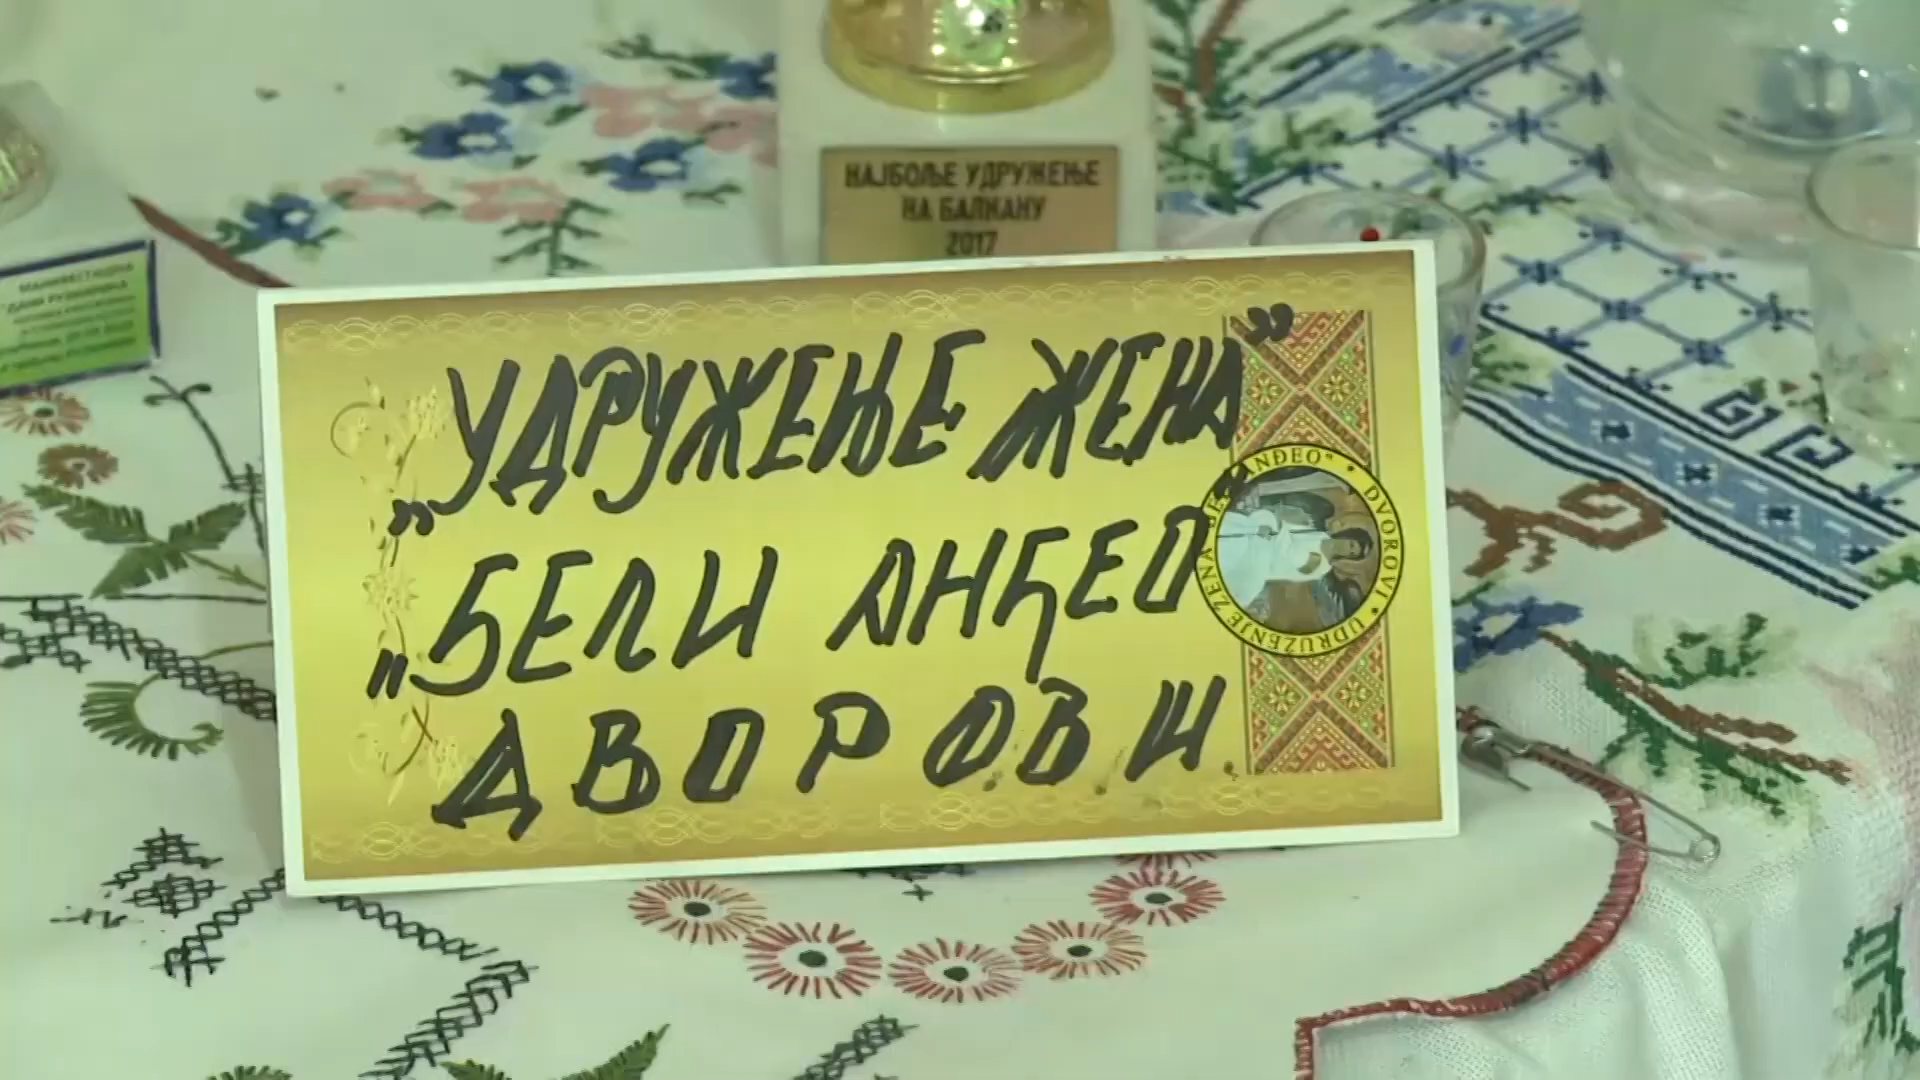 НАЈБОЉЕ УДРУЖЕЊЕ
НА БАЛКАНУ
2017
„УДРУЖЕЊЕ ЖЕНА”
„БЕЛИ АНЂЕО”
ДВОРОВИ
UDRUŽENJE ŽENA "BELI ANĐEO" • DVOROVI •